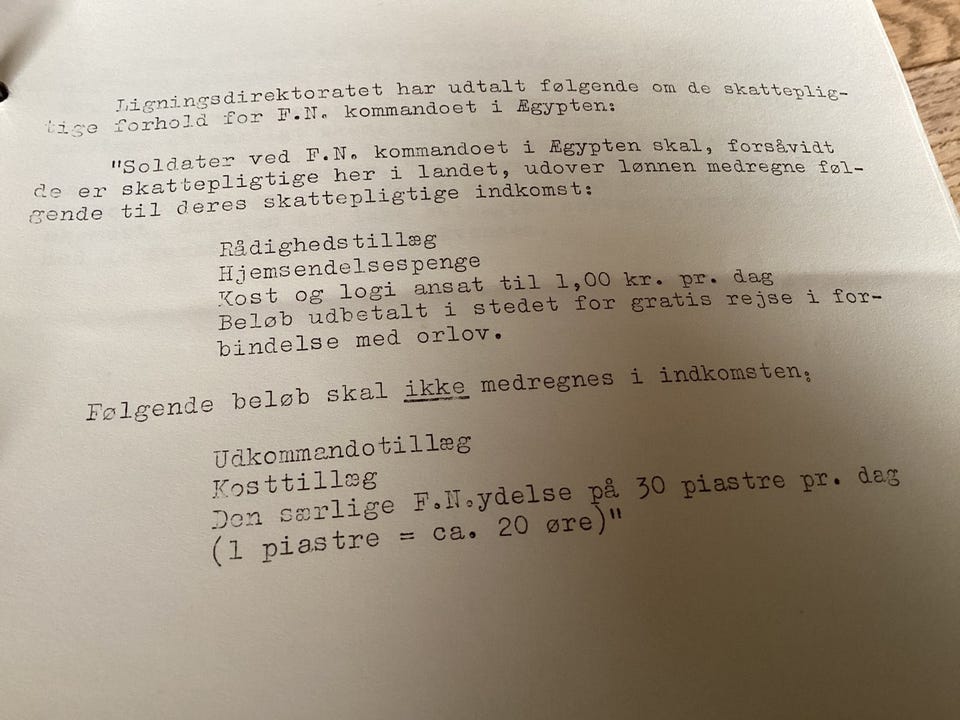 Ligningsdirektoratet har udtalt følgende om de skatteplig-
tige forhold for F.N. kommandoet i Ægypten:
"Soldater ved F.N. kommandoet i Ægypten skal, forsåvidt
de er skattepligtige her i landet, udover lønnen medregne føl-
gende til deres skattepligtige indkomst:
Rådighedstillæg
Hjemsendelsespenge
Kost og logi ansat til 1,00 kr. pr. dag
Beløb udbetalt i stedet for gratis rejse i for-
bindelse med orlov.
Følgende beløb skal ikke medregnes i indkomsten:
Udkommandotillæg
Kosttillæg
Den særlige F.N.ydelse på 30 piastre pr. dag
(1 piastre = ca. 20 øre)"